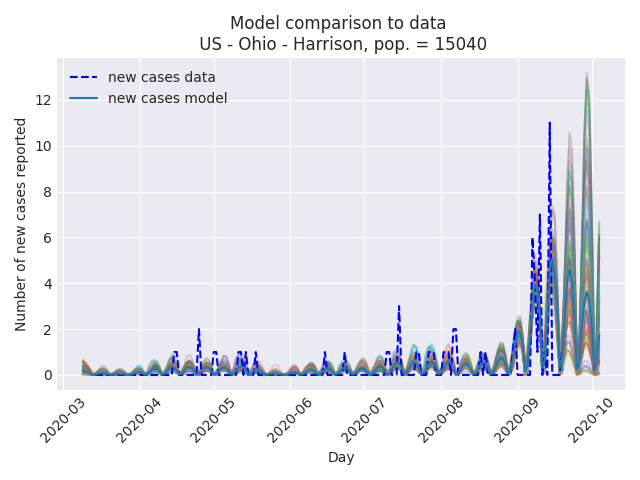 Model comparison to data
US - Ohio - Harrison, pop. = 15040
new cases data
new cases model
Number of new cases reported
12
10
8
6
4
2
0
2020-03
2020-04
2020-05
2020-06
2020-07
2020-08
2020-09
2020-10
Day